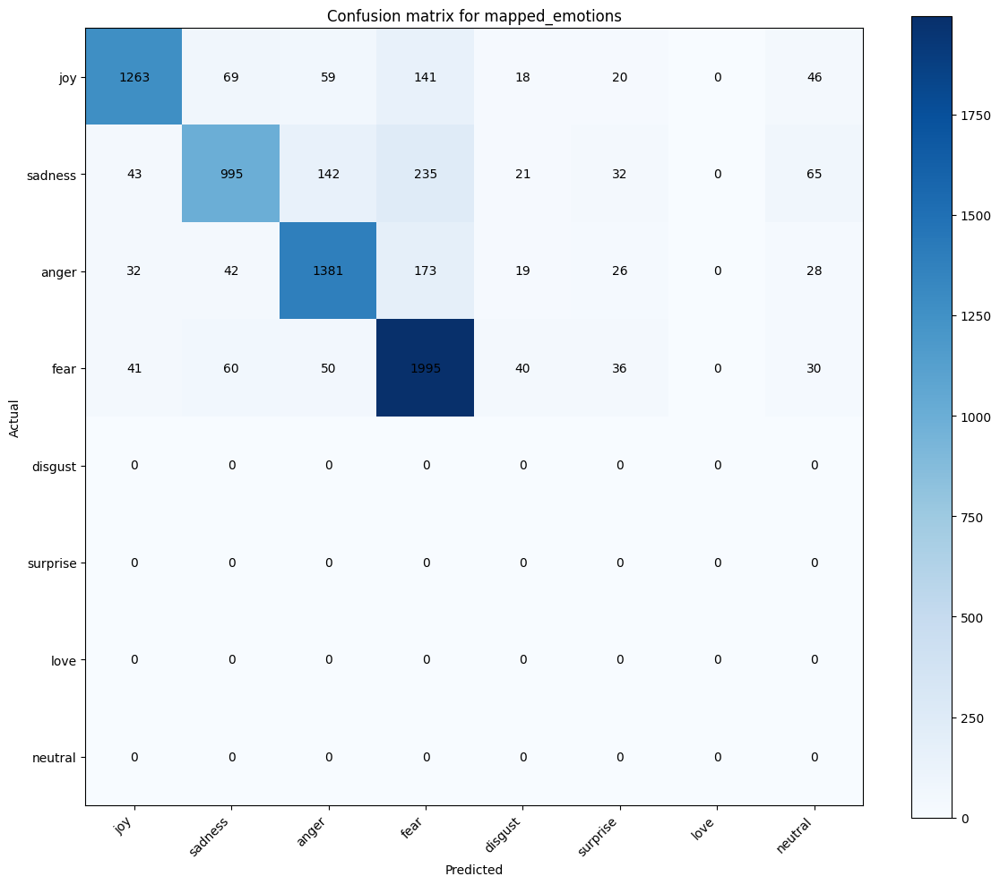 Confusion matrix for mapped_emotions
joy 1263 69 59 141 18 20 0 46
sadness 43 995 142 235 21 32 0 65
anger 32 42 1381 173 19 26 0 28
fear 41 60 50 1995 40 36 0 30
disgust 0 0 0 0 0 0 0 0
surprise 0 0 0 0 0 0 0 0
love 0 0 0 0 0 0 0 0
neutral 0 0 0 0 0 0 0 0
Actual
joy sadness anger fear disgust surprise love neutral
Predicted
1750
1500
1250
1000
750
500
250
0